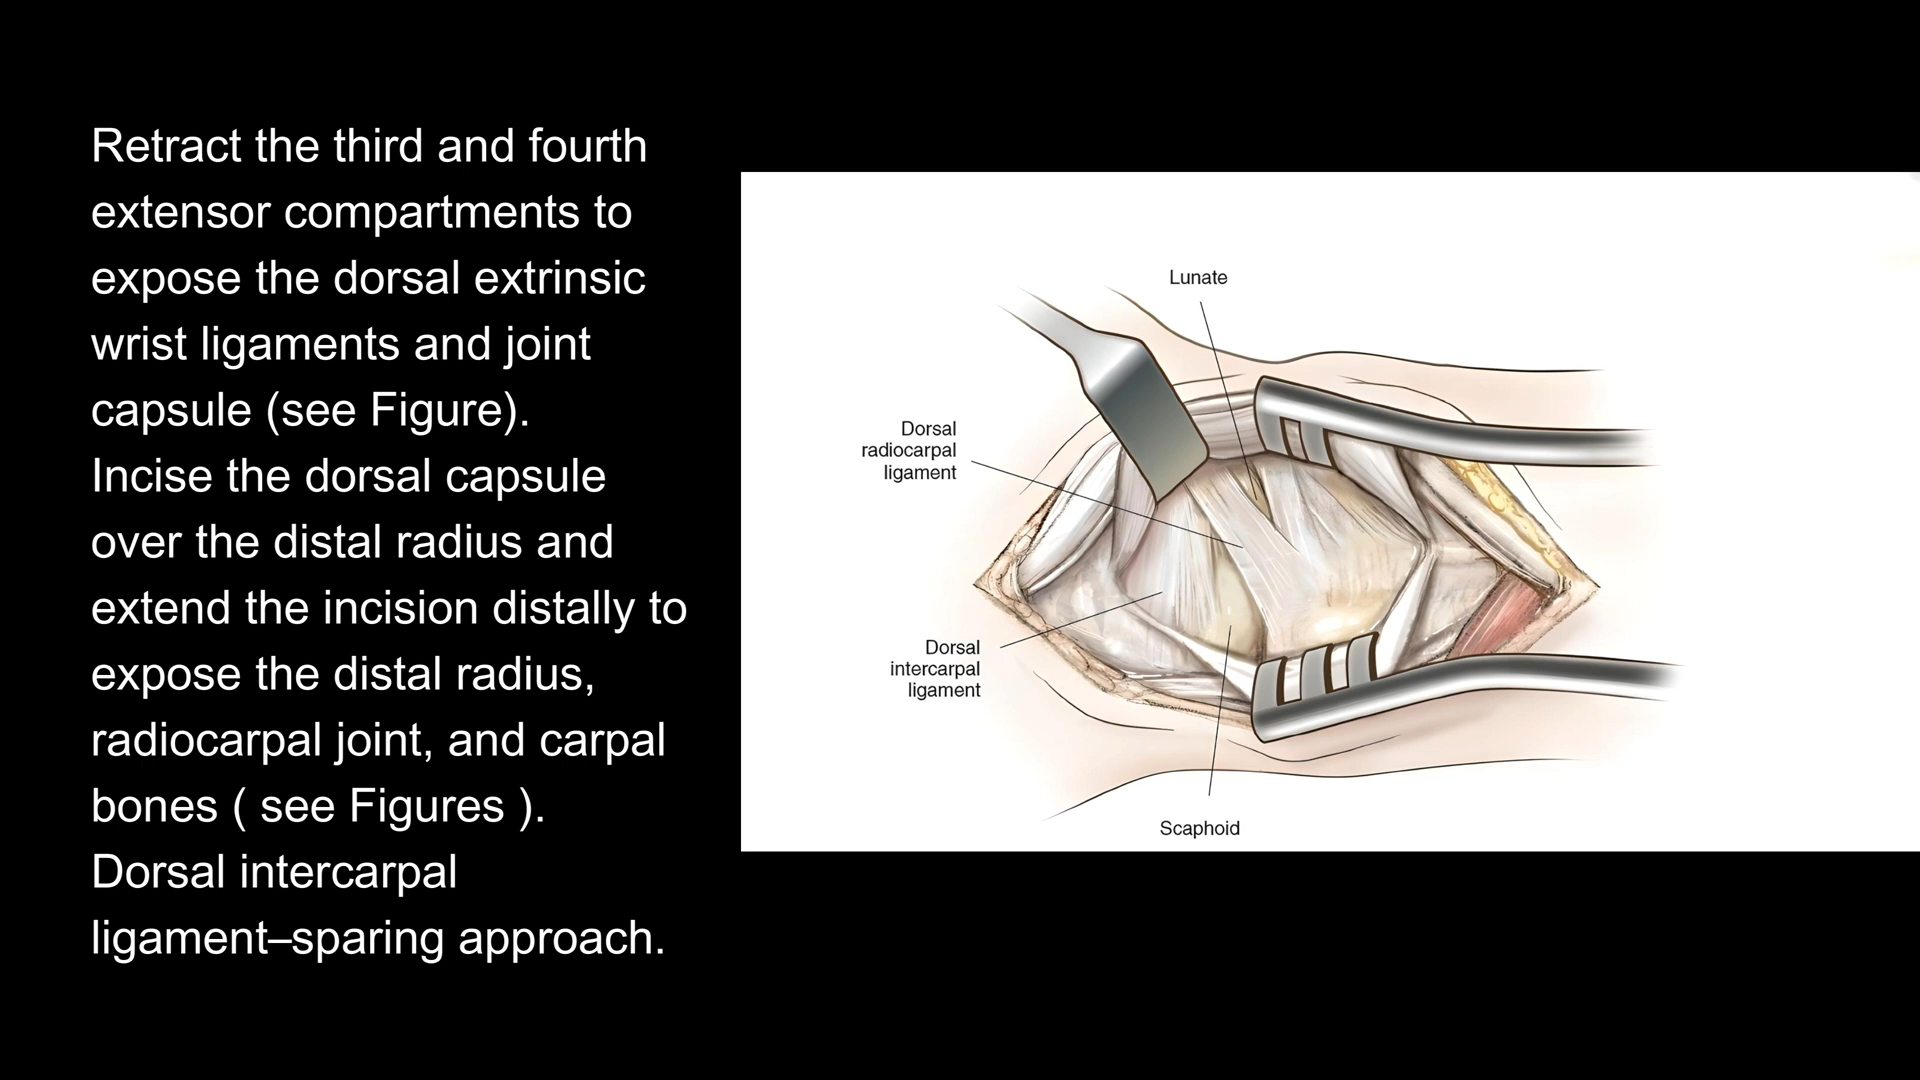 Retract the third and fourth
extensor compartments to
expose the dorsal extrinsic
wrist ligaments and joint
capsule (see Figure).
Incise the dorsal capsule
over the distal radius and
extend the incision distally to
expose the distal radius,
radiocarpal joint, and carpal
bones ( see Figures ).
Dorsal intercarpal
ligament–sparing approach.
Lunate
Dorsal
radiocarpal
ligament
Dorsal
intercarpal
ligament
Scaphoid